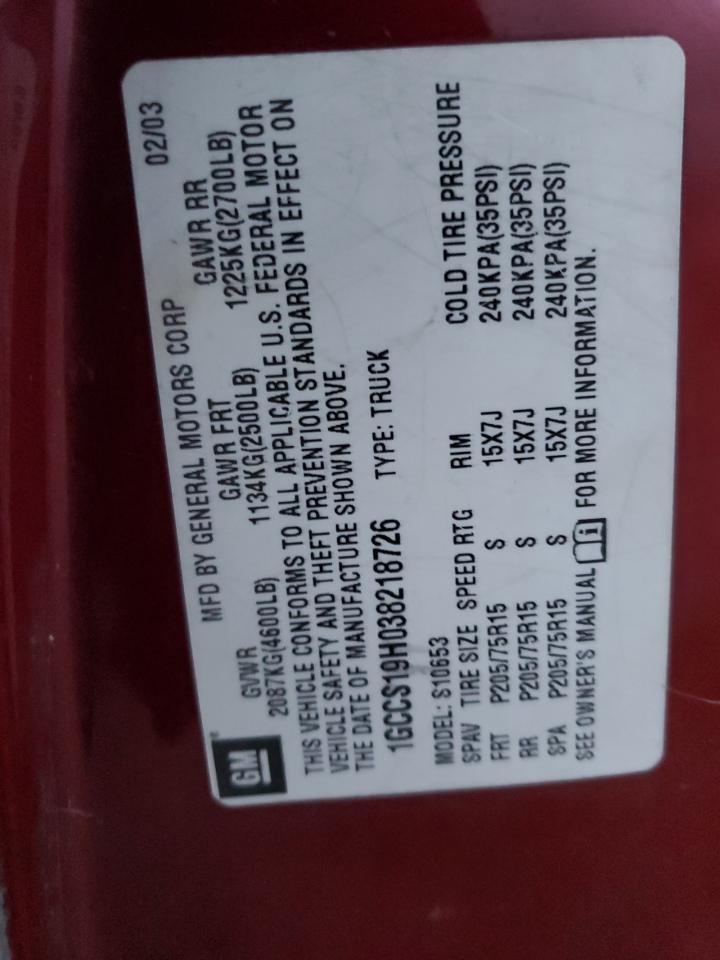 GM
MFD BY GENERAL MOTORS CORP 02/03
GVWR GAWR FRT GAWR RR
2087KG(4600LB) 1134KG(2500LB) 1225KG(2700LB)
THIS VEHICLE CONFORMS TO ALL APPLICABLE U.S. FEDERAL MOTOR
VEHICLE SAFETY AND THEFT PREVENTION STANDARDS IN EFFECT ON
THE DATE OF MANUFACTURE SHOWN ABOVE.
1GCCS19H038218726 TYPE: TRUCK
MODEL: S10653
SPAV TIRE SIZE SPEED RTG RIM COLD TIRE PRESSURE
FRT P205/75R15 S 15X7J 240KPA(35PSI)
RR P205/75R15 S 15X7J 240KPA(35PSI)
SPA P205/75R15 S 15X7J 240KPA(35PSI)
SEE OWNER'S MANUAL FOR MORE INFORMATION.